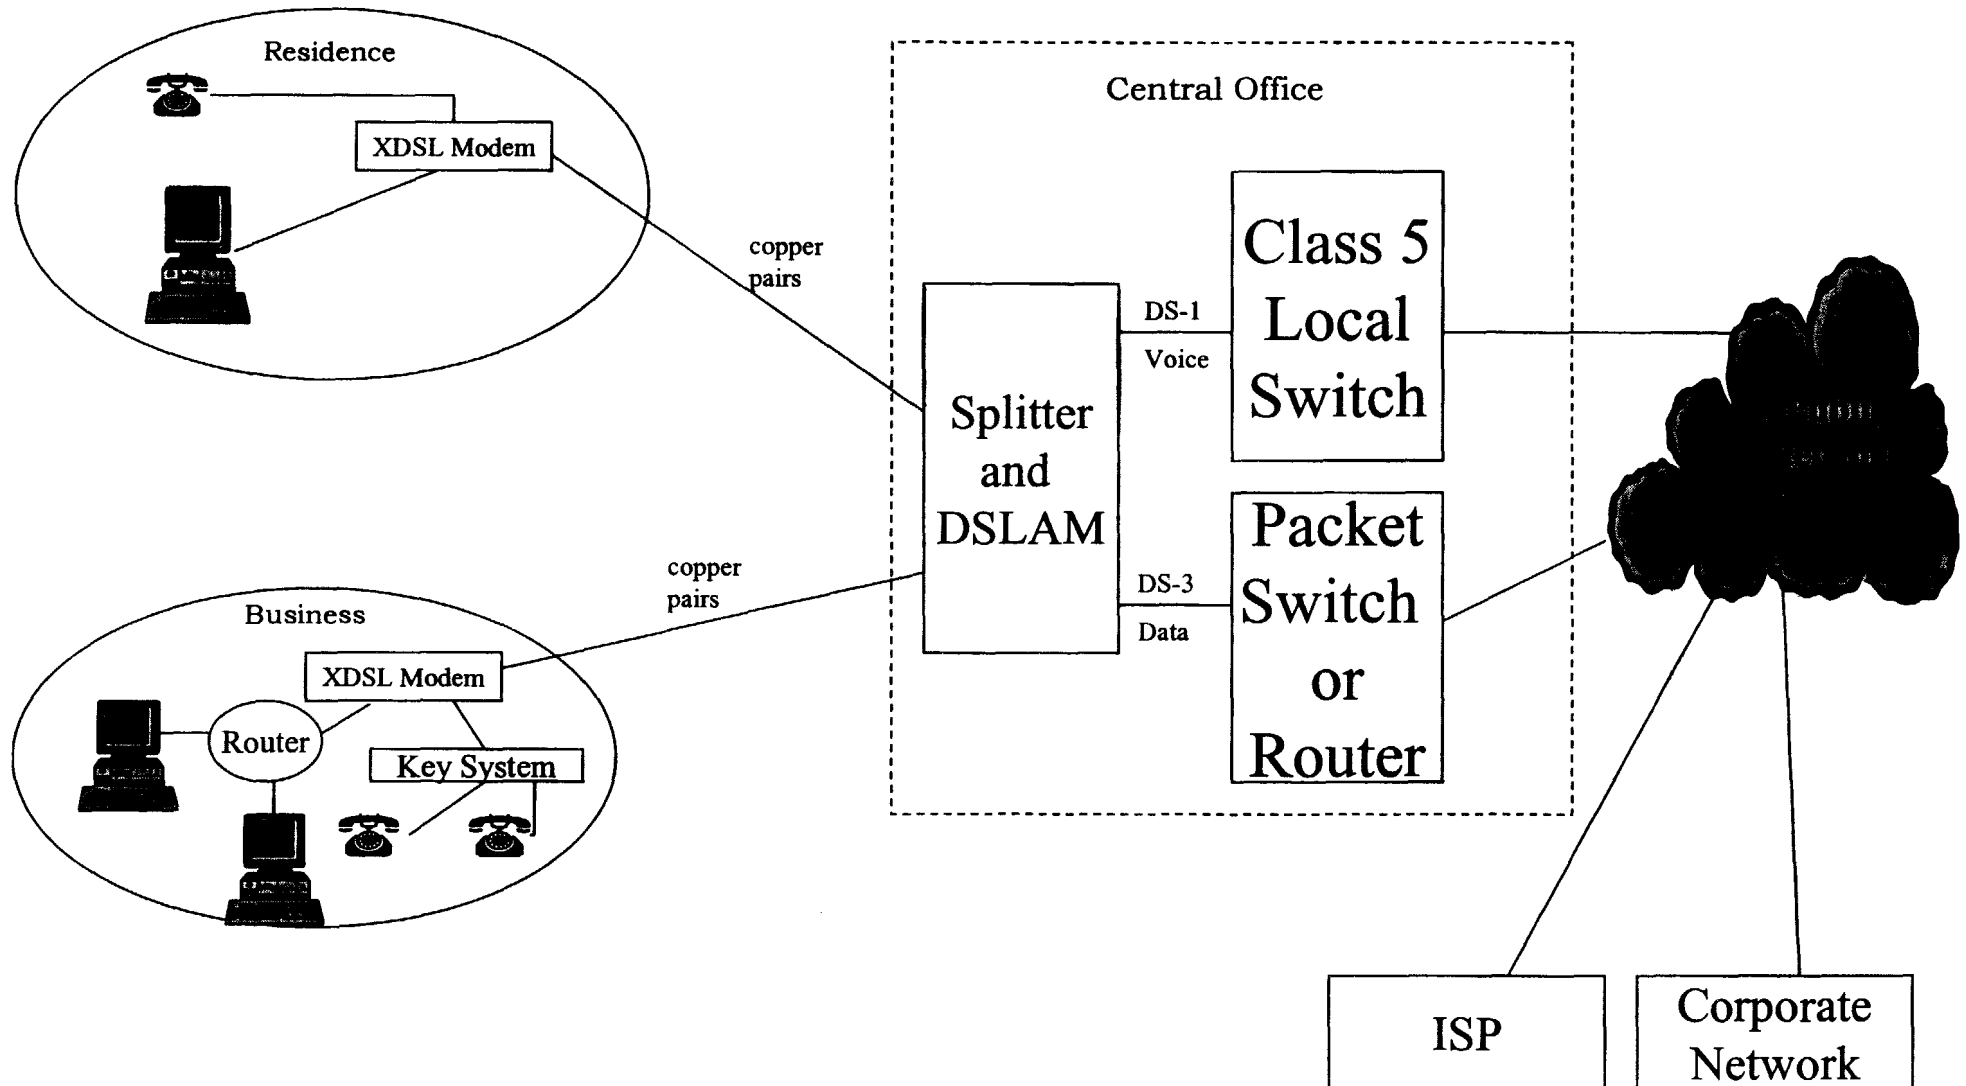 Residence
XDSL Modem
copper
pairs
Central Office
Class 5
Local
Switch
DS-1
Voice
Splitter
and
DSLAM
DS-3
Data
Packet
Switch
or
Router
copper
pairs
Business
XDSL Modem
Router
Key System
ISP
Corporate
Network